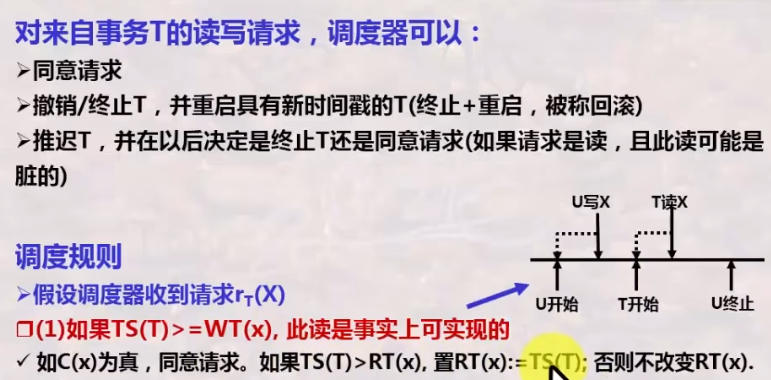 对来自事务T的读写请求，调度器可以：
➢同意请求
➢撤销/终止T，并重启具有新时间戳的T(终止+重启，被称回滚)
➢推迟T，并在以后决定是终止T还是同意请求(如果请求是读，且此读可能是
脏的)
U写X T读X
U开始 T开始 U终止
调度规则
➢假设调度器收到请求rT(X)
❒(1)如果TS(T)>=WT(x), 此读是事实上可实现的
✓ 如C(x)为真，同意请求。如果TS(T)>RT(x), 置RT(x):=TS(T); 否则不改变RT(x).